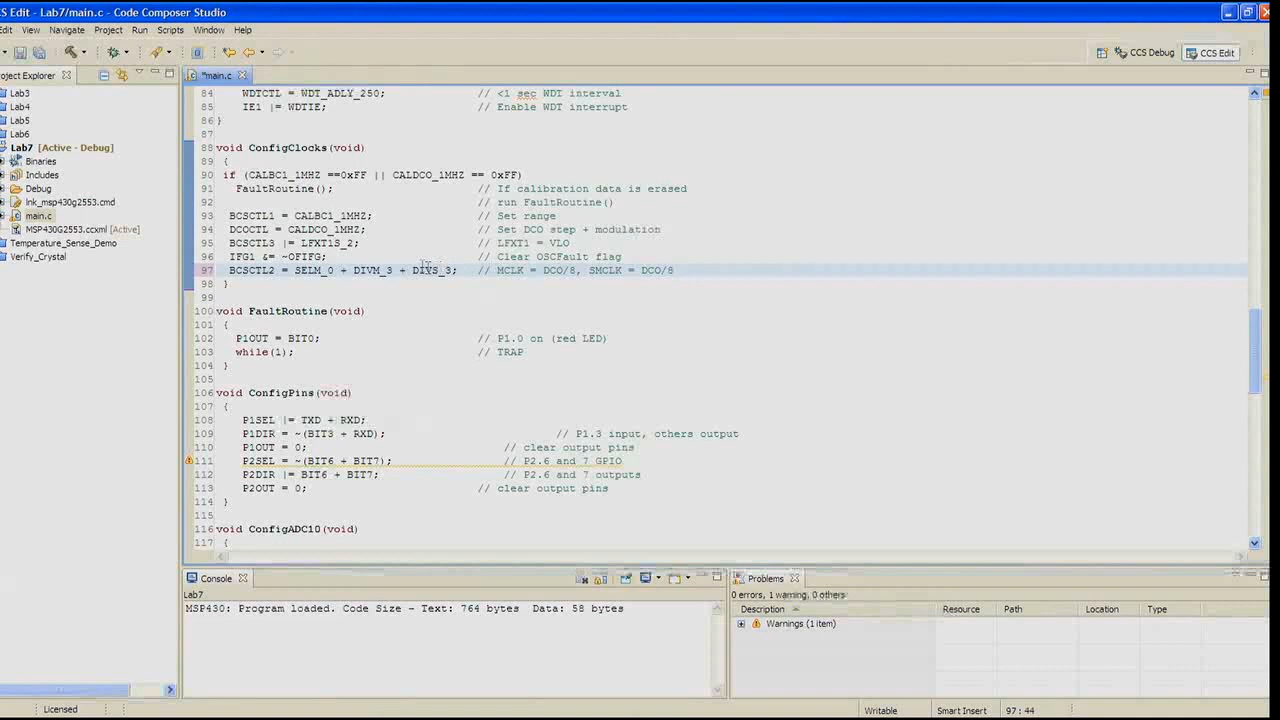 CS Edit - Lab7/main.c - Code Composer Studio
Edit View Navigate Project Run Scripts Window Help
CCS Debug CCS Edit
roject Explorer
Lab3
Lab4
Lab5
Lab6
Lab7 [Active - Debug]
Binaries
Includes
Debug
lnk_msp430g2553.cmd
main.c
MSP430G2553.ccxml [Active]
Temperature_Sense_Demo
Verify_Crystal
*main.c
84 WDTCTL = WDT_ADLY_250; // <1 sec WDT interval
85 IE1 |= WDTIE; // Enable WDT interrupt
86 }
87
88 void ConfigClocks(void)
89 {
90 if (CALBC1_1MHZ ==0xFF || CALDCO_1MHZ == 0xFF)
91 FaultRoutine(); // If calibration data is erased
92 // run FaultRoutine()
93 BCSCTL1 = CALBC1_1MHZ; // Set range
94 DCOCTL = CALDCO_1MHZ; // Set DCO step + modulation
95 BCSCTL3 |= LFXT1S_2; // LFXT1 = VLO
96 IFG1 &= ~OFIFG; // Clear OSCFault flag
97 BCSCTL2 = SELM_0 + DIVM_3 + DIVS_3; // MCLK = DCO/8, SMCLK = DCO/8
98 }
99
100 void FaultRoutine(void)
101 {
102 P1OUT = BIT0; // P1.0 on (red LED)
103 while(1); // TRAP
104 }
105
106 void ConfigPins(void)
107 {
108 P1SEL |= TXD + RXD;
109 P1DIR = ~(BIT3 + RXD); // P1.3 input, others output
110 P1OUT = 0; // clear output pins
111 P2SEL = ~(BIT6 + BIT7); // P2.6 and 7 GPIO
112 P2DIR |= BIT6 + BIT7; // P2.6 and 7 outputs
113 P2OUT = 0; // clear output pins
114 }
115
116 void ConfigADC10(void)
117 {
Console
Lab7
MSP430: Program loaded. Code Size - Text: 764 bytes Data: 58 bytes
Problems
0 errors, 1 warning, 0 others
Description Resource Path Location Type
Warnings (1 item)
Licensed
Writable Smart Insert 97 : 44